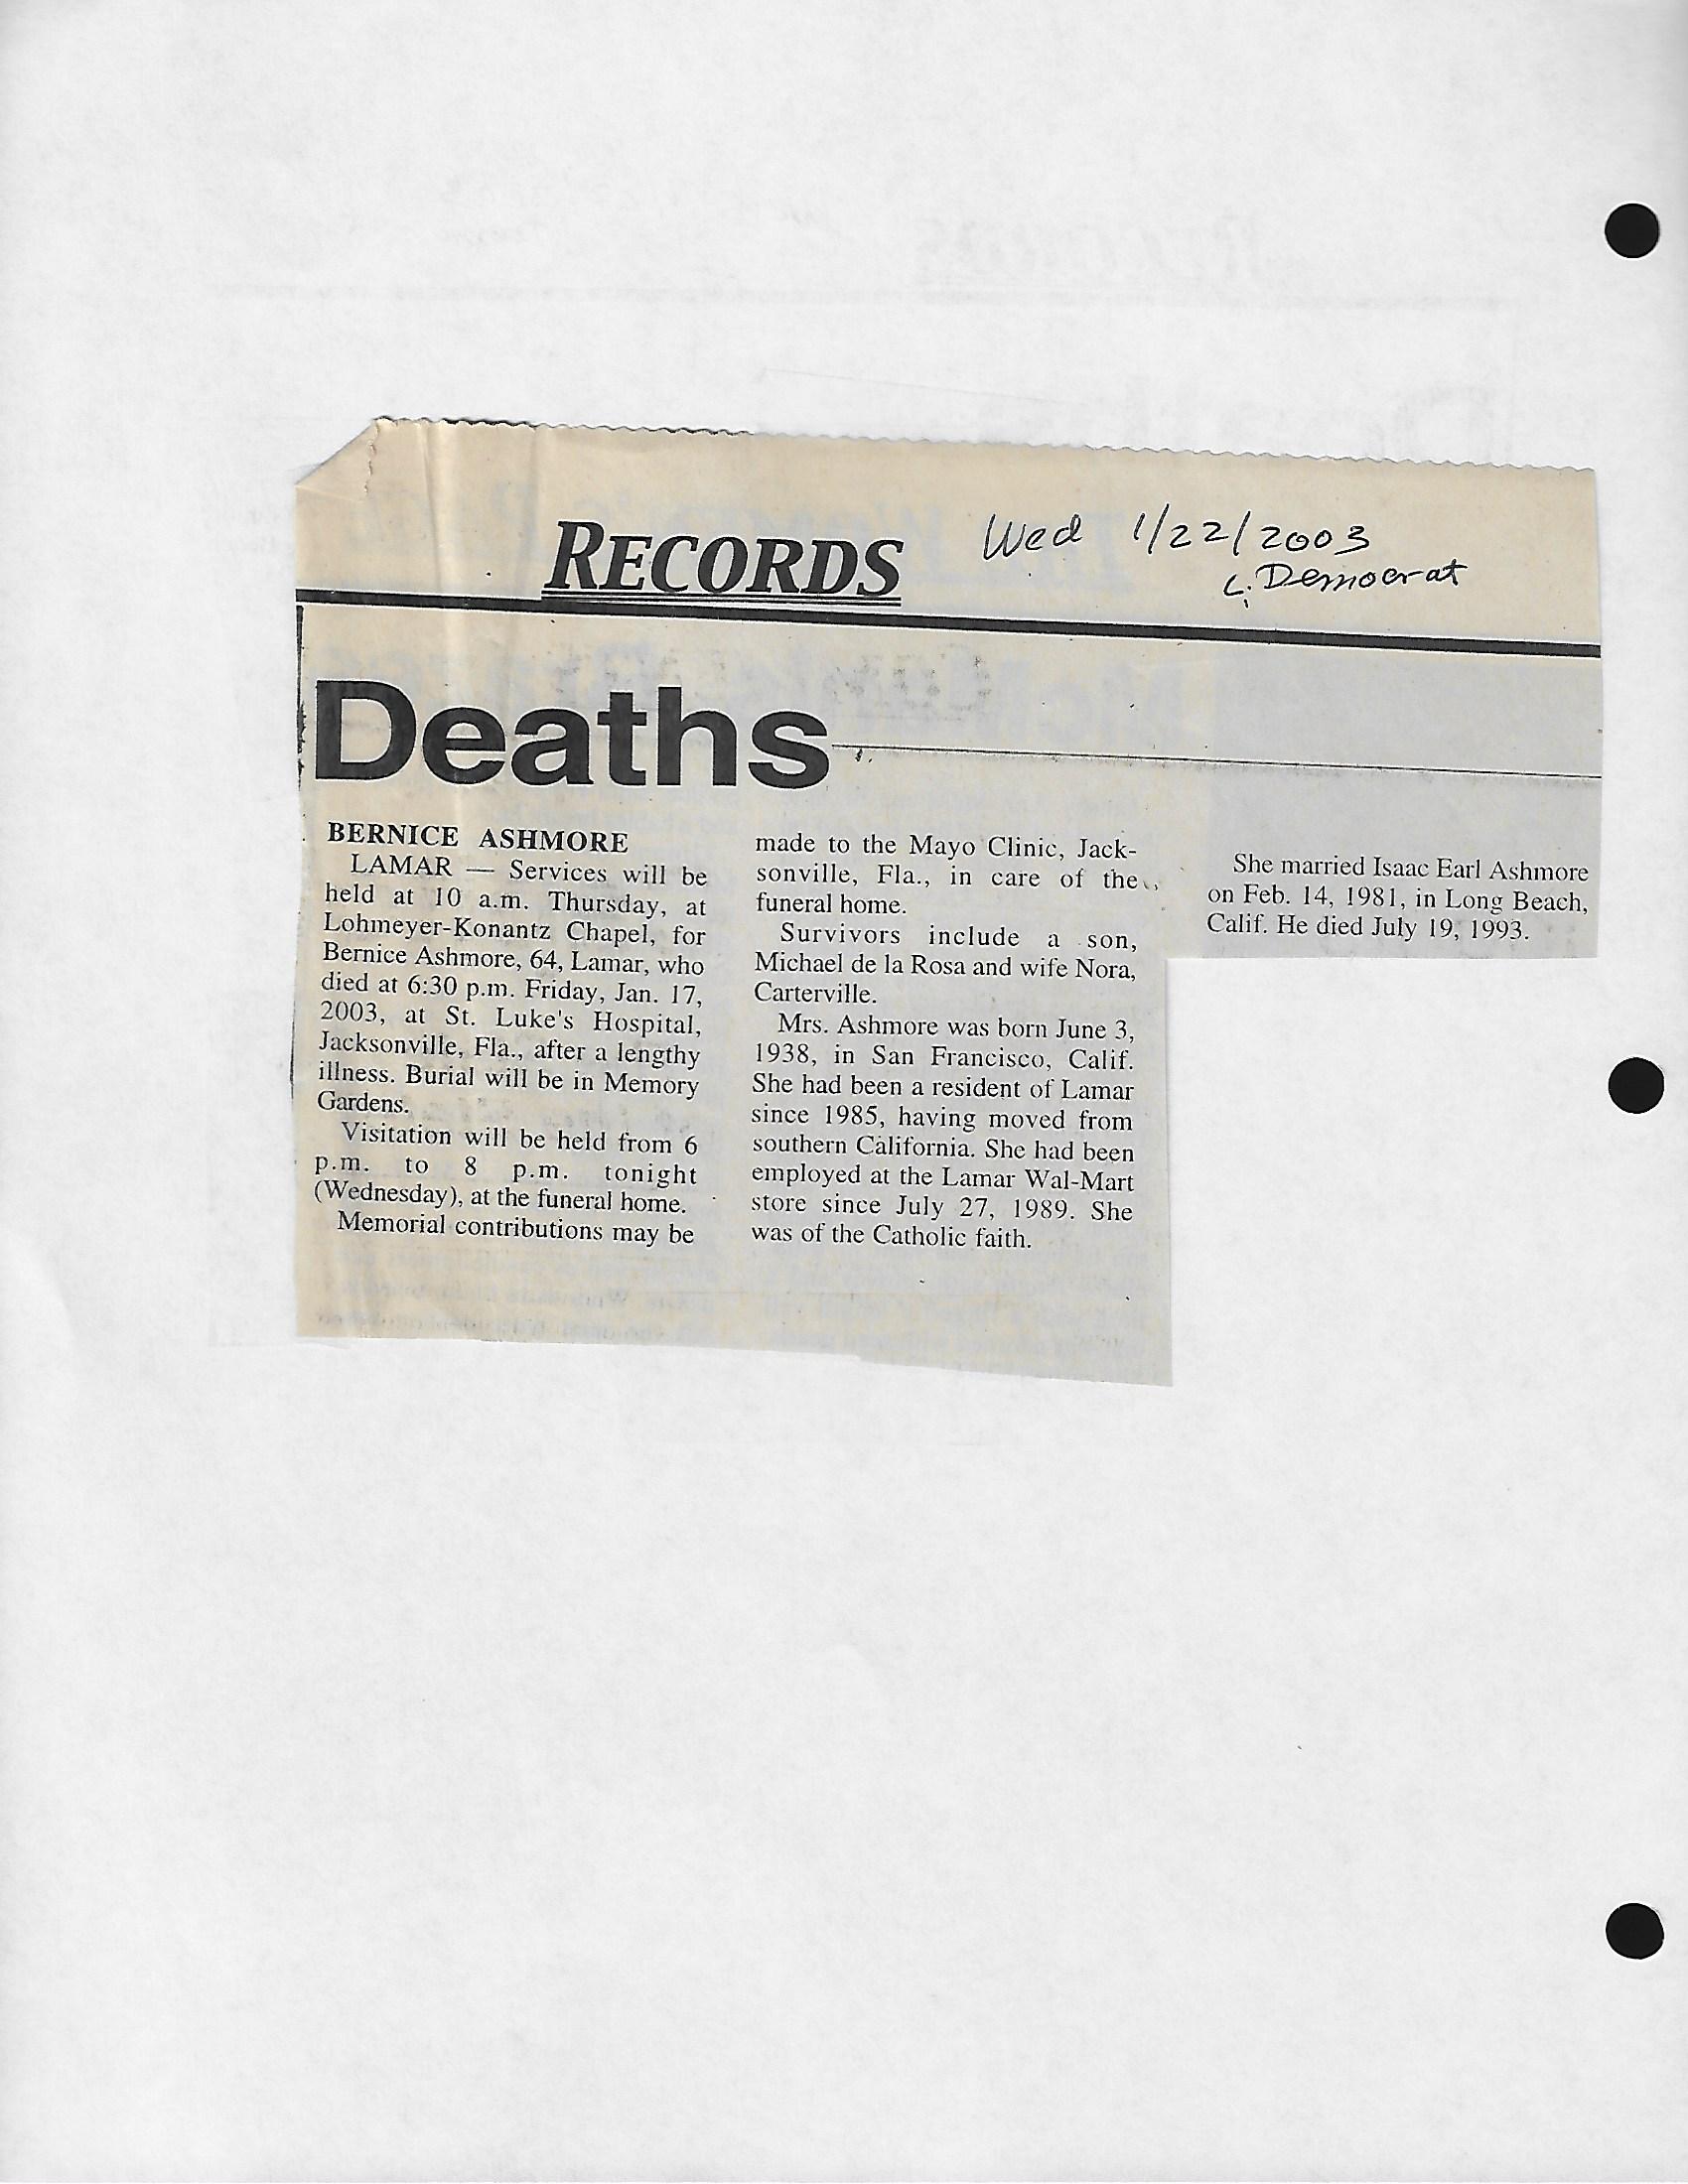 RECORDS
Wed 1/22/2003
Democrat
Deaths
BERNICE ASHMORE
LAMAR — Services will be
held at 10 a.m. Thursday, at
Lohmeyer-Konantz Chapel, for
Bernice Ashmore, 64, Lamar, who
died at 6:30 p.m. Friday, Jan. 17,
2003, at St. Luke's Hospital,
Jacksonville, Fla., after a lengthy
illness. Burial will be in Memory
Gardens.
Visitation will be held from 6
p.m. to 8 p.m. tonight
(Wednesday), at the funeral home.
Memorial contributions may be
made to the Mayo Clinic, Jack-
sonville, Fla., in care of the
funeral home.
Survivors include a son,
Michael de la Rosa and wife Nora,
Carterville.
Mrs. Ashmore was born June 3,
1938, in San Francisco, Calif.
She had been a resident of Lamar
since 1985, having moved from
southern California. She had been
employed at the Lamar Wal-Mart
store since July 27, 1989. She
was of the Catholic faith.
She married Isaac Earl Ashmore
on Feb. 14, 1981, in Long Beach,
Calif. He died July 19, 1993.